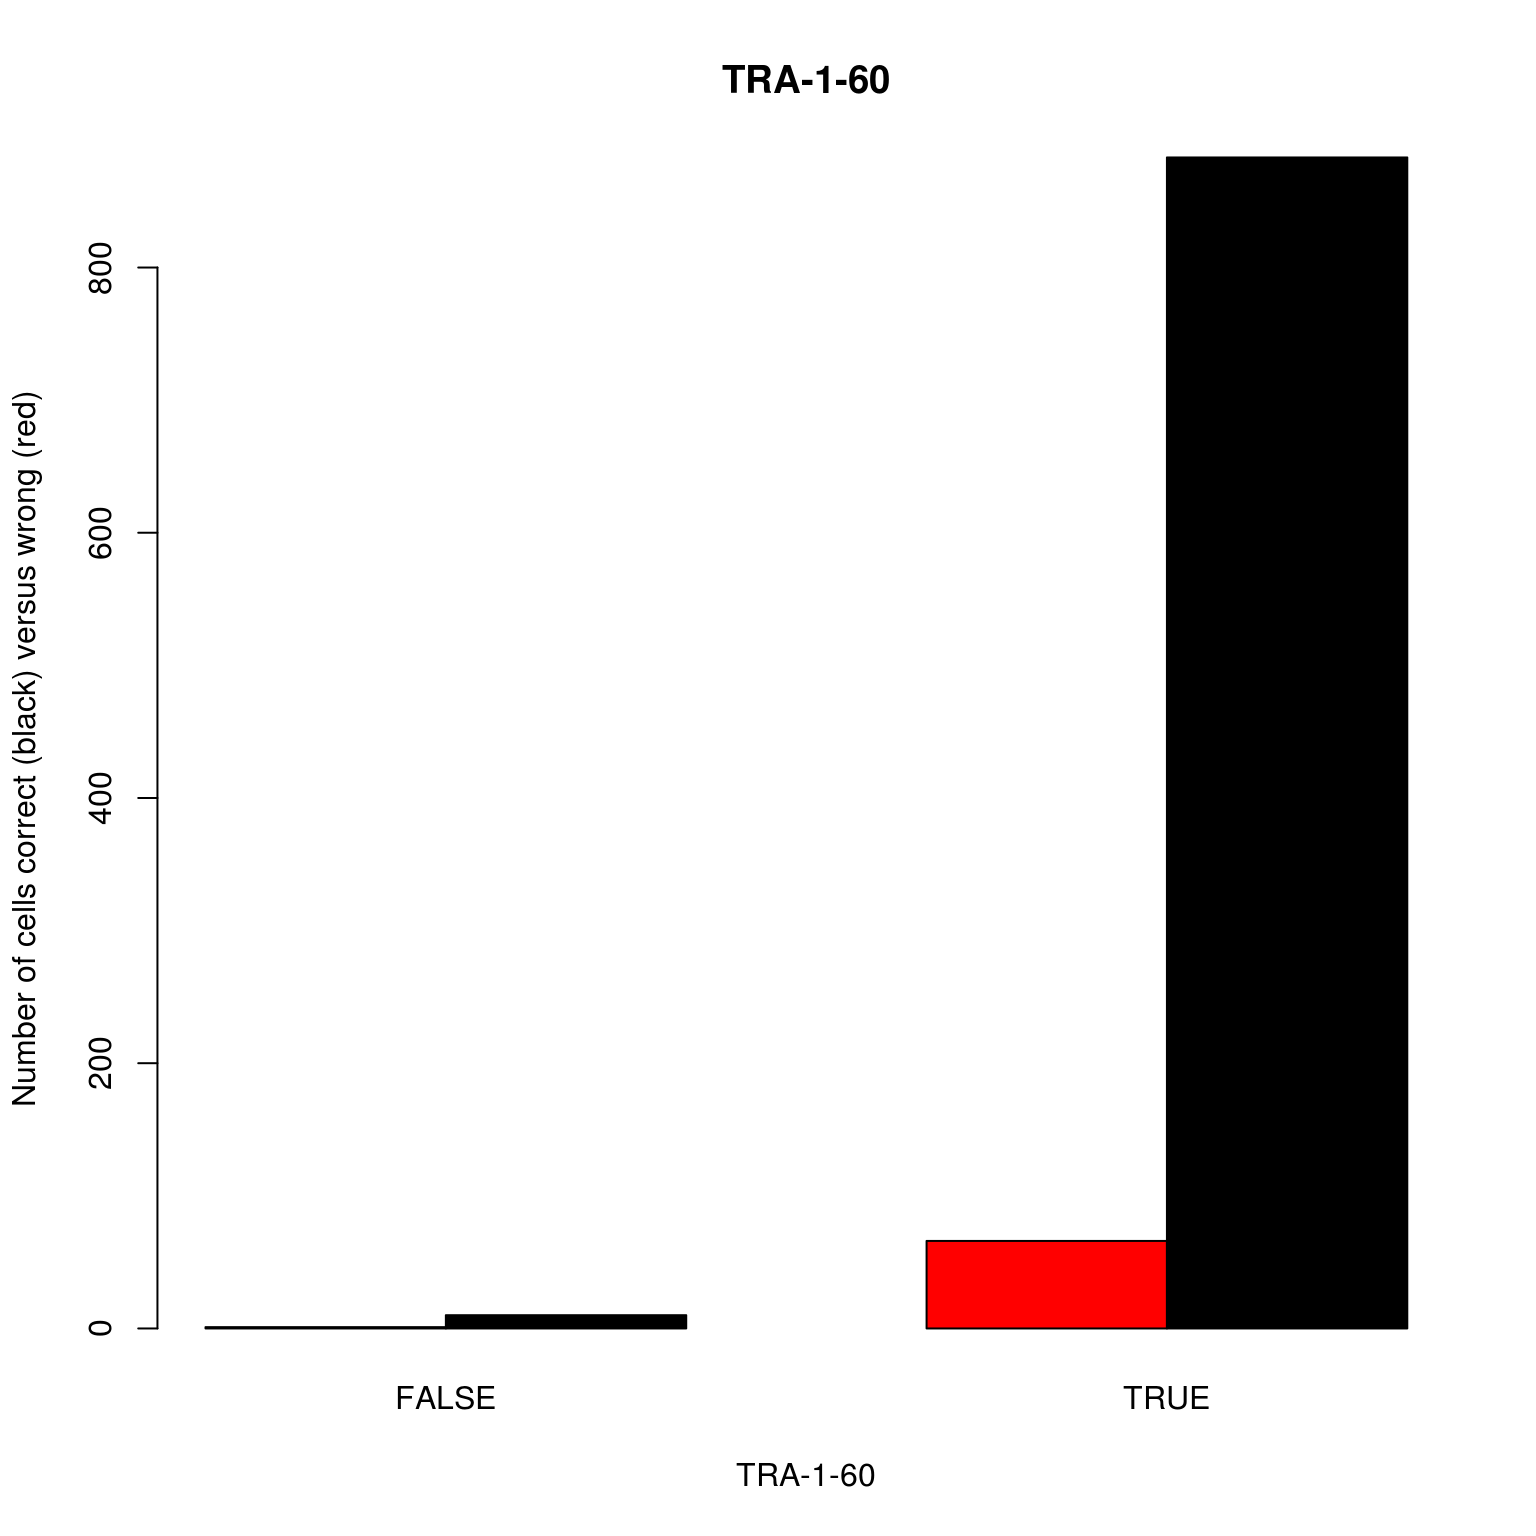 TRA-1-60
Number of cells correct (black) versus wrong (red)
800
600
400
200
0
FALSE
TRUE
TRA-1-60